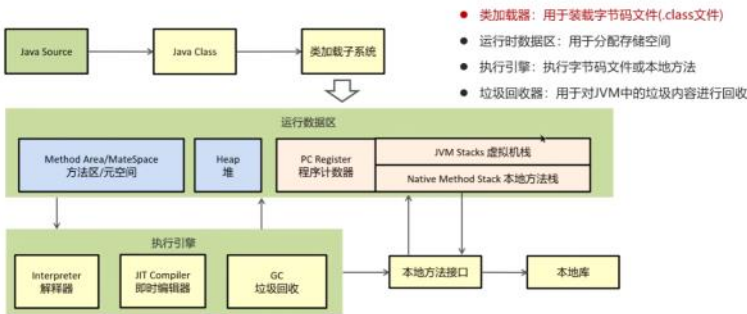 ● 类加载器：用于装载字节码文件(.class文件)
● 运行时数据区：用于分配存储空间
● 执行引擎：执行字节码文件或本地方法
● 垃圾回收器：用于对JVM中的垃圾内容进行回收
Java Source
Java Class
类加载子系统
运行数据区
Method Area/MateSpace
方法区/元空间
Heap
堆
PC Register
程序计数器
JVM Stacks 虚拟机栈
Native Method Stack 本地方法栈
执行引擎
Interpreter
解释器
JIT Compiler
即时编辑器
GC
垃圾回收
本地方法接口
本地库